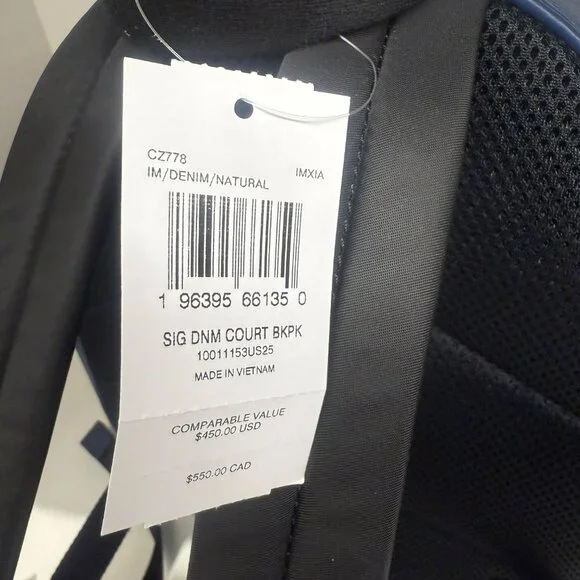 CZ778
IM/DENIM/NATURAL IMXIA
1 96395 66135 0
SIG DNM COURT BKPK
10011153US25
MADE IN VIETNAM
COMPARABLE VALUE
$450.00 USD
$550.00 CAD